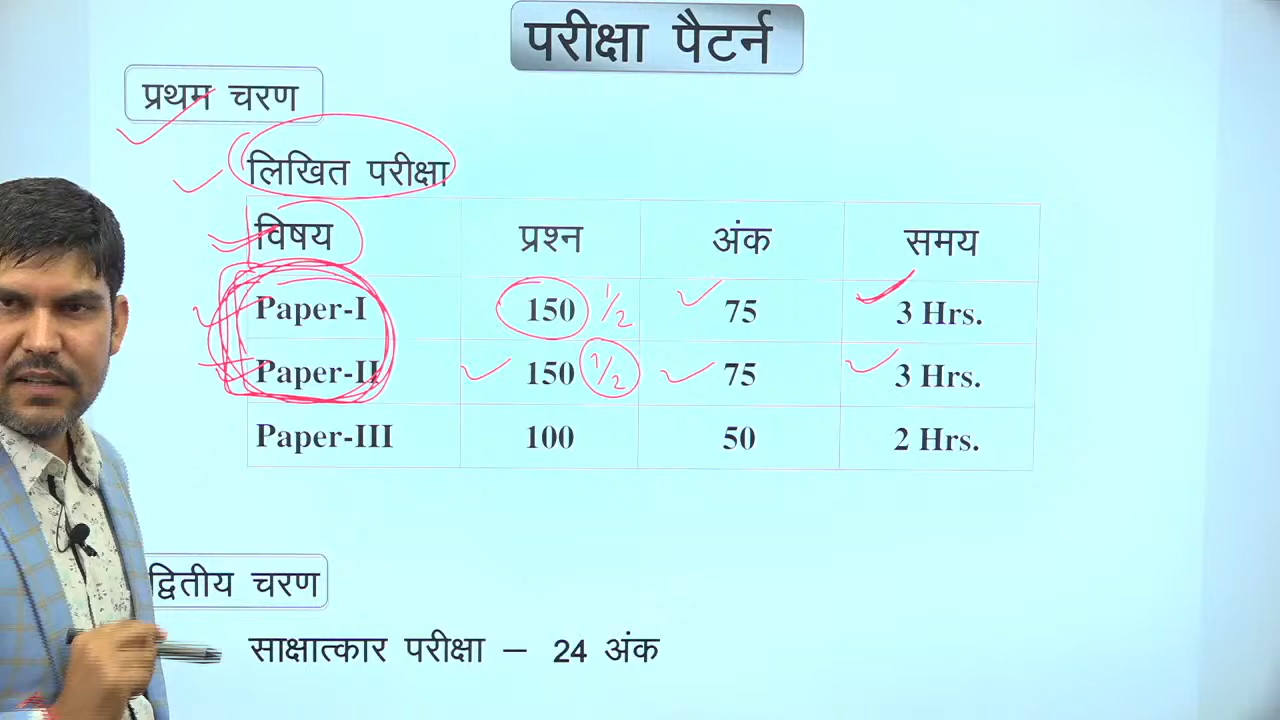 परीक्षा पैटर्न
प्रथम चरण
लिखित परीक्षा
विषय प्रश्न अंक समय
Paper-I 150 1/2 75 3 Hrs.
Paper-II 150 1/2 75 3 Hrs.
Paper-III 100 50 2 Hrs.
द्वितीय चरण
साक्षात्कार परीक्षा – 24 अंक